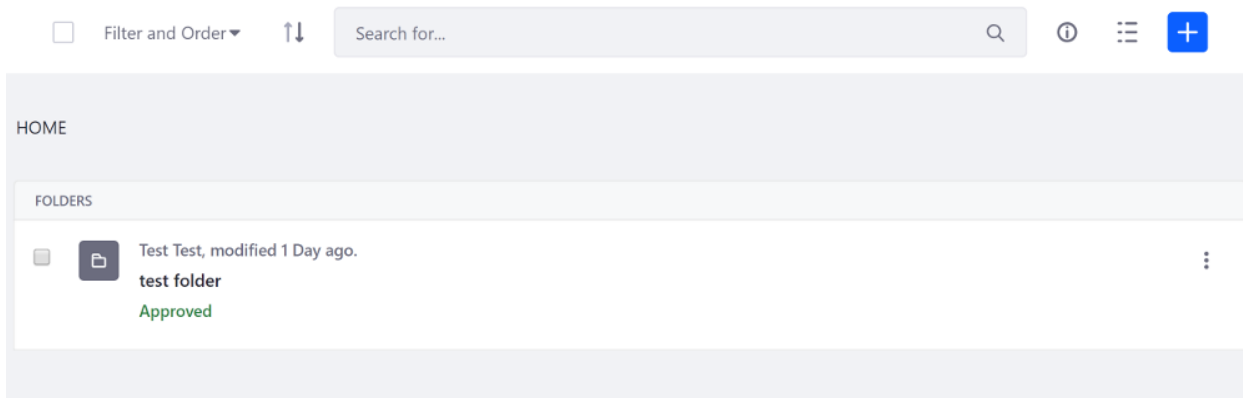 Filter and Order
Search for...
HOME
FOLDERS
Test Test, modified 1 Day ago.
test folder
Approved